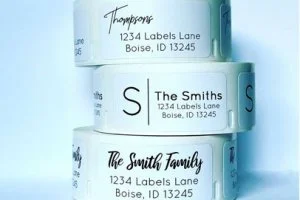 Thompsons
1234 Labels Lane
Boise, ID 13245
S
The Smiths
1234 Labels Lane
Boise, ID 13245
S
The Smith Family
1234 Labels Lane
Boise, ID 13245